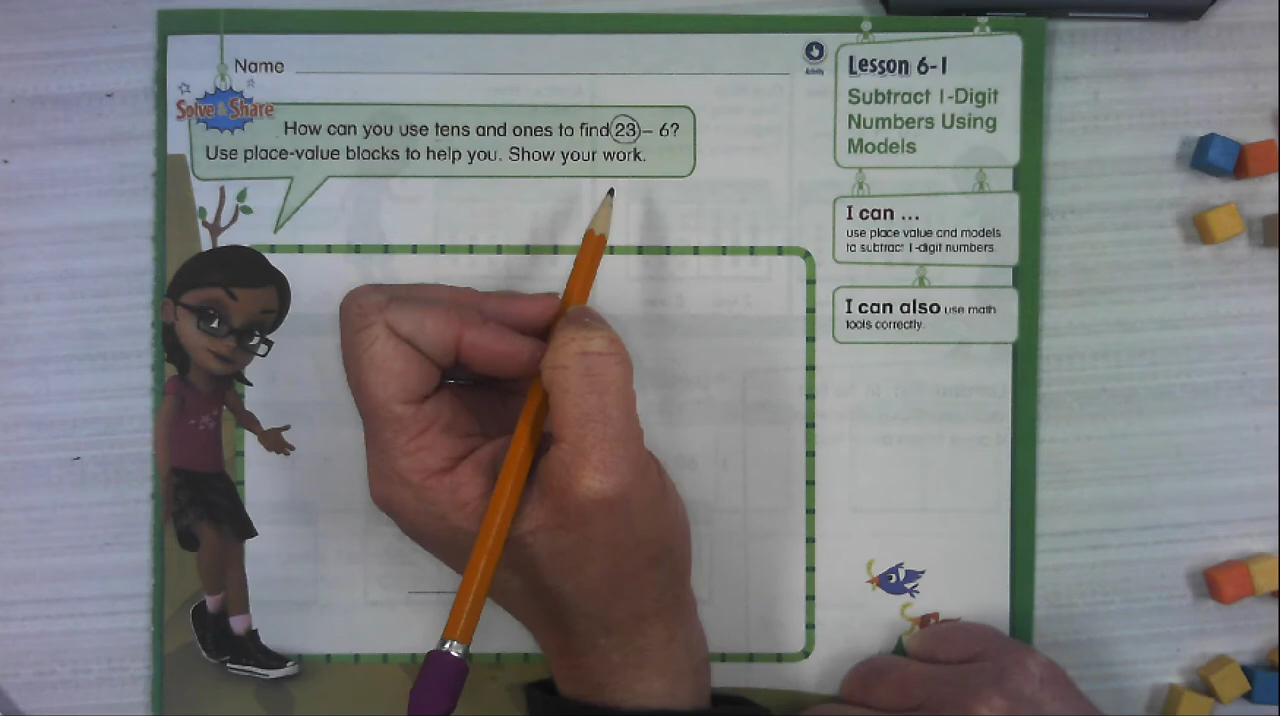 Name
Solve & Share
How can you use tens and ones to find 23 – 6?
Use place-value blocks to help you. Show your work.
Activity
Lesson 6-1
Subtract 1-Digit
Numbers Using
Models
I can ...
use place value and models
to subtract 1-digit numbers.
I can also use math
tools correctly.